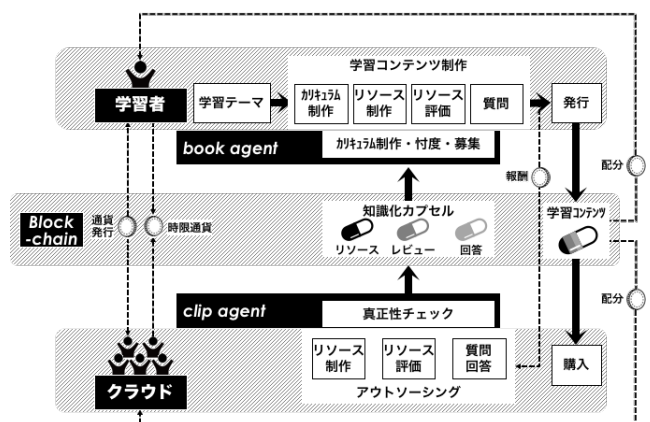 学習コンテンツ制作
学習者
学習テーマ
カリキュラム
制作
リソース
制作
リソース
評価
質問
発行
book agent
カリキュラム制作・忖度・募集
報酬
配分
Block
-chain
通貨
発行
時限通貨
知識化カプセル
リソース
レビュー
回答
学習コンテンツ
clip agent
真正性チェック
配分
リソース
制作
リソース
評価
質問
回答
購入
クラウド
アウトソーシング